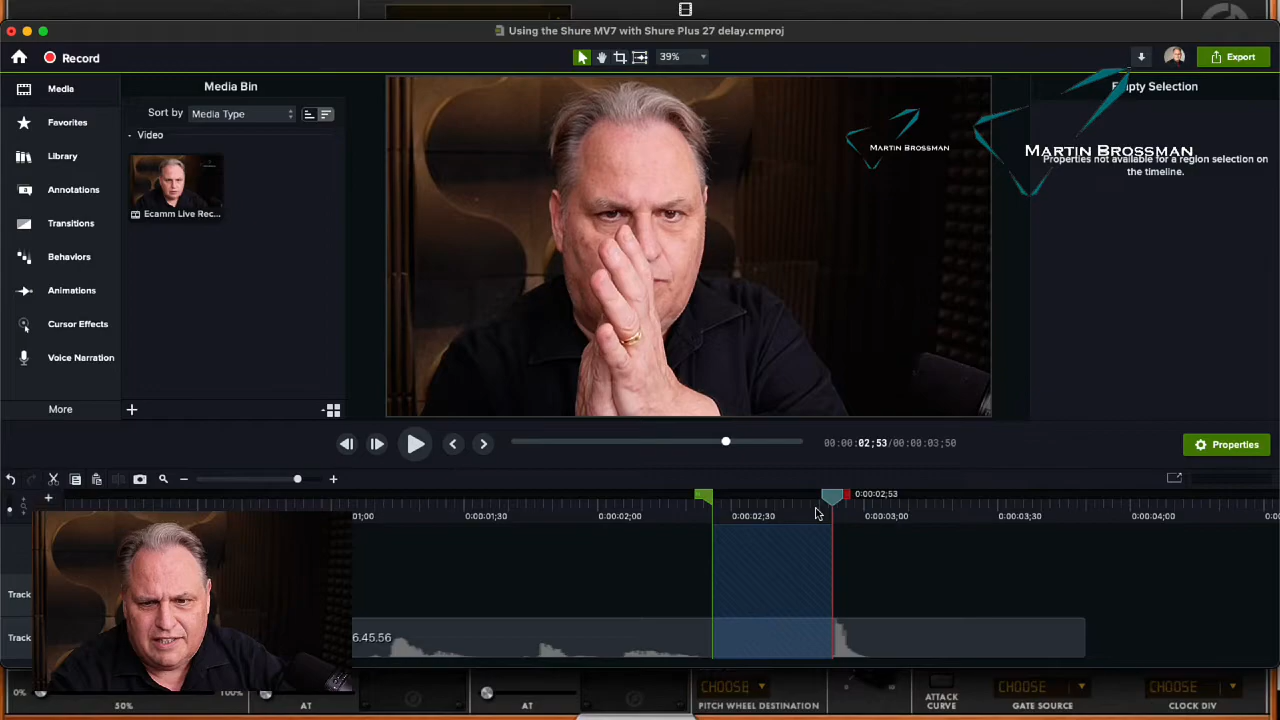 Using the Shure MV7 with Shure Plus 27 delay.cmproj
Record
39%
Export
Media
Favorites
Library
Annotations
Transitions
Behaviors
Animations
Cursor Effects
Voice Narration
More
Media Bin
Sort by
Media Type
Video
Ecamm Live Rec...
MARTIN BROSSMAN
MARTIN BROSSMAN
Empty Selection
Properties not available for a region selection on
the timeline.
00:00:02;53/00:00:03;50
Properties
0:00:02;53
0:00:01;30
0:00:02;00
0:00:02;30
0:00:03;00
0:00:03;30
0:00:04;00
Track
Track
6.45.56
0%
100%
50%
AT
AT
CHOOSE
PITCH WHEEL DESTINATION
ATTACK
CURVE
CHOOSE
GATE SOURCE
CHOOSE
CLOCK DIV